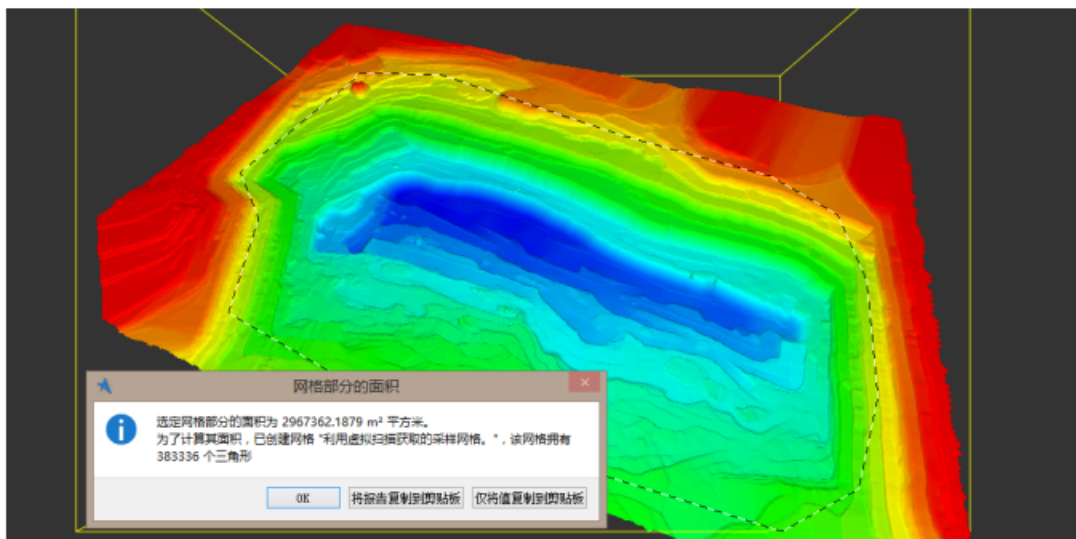 网格部分的面积
选定网格部分的面积为 2967362.1879 m² 平方米。
为了计算其面积，已创建网格 "利用虚拟扫描获取的采样网格。"，该网格拥有
383336 个三角形
OK
将报告复制到剪贴板
仅将值复制到剪贴板